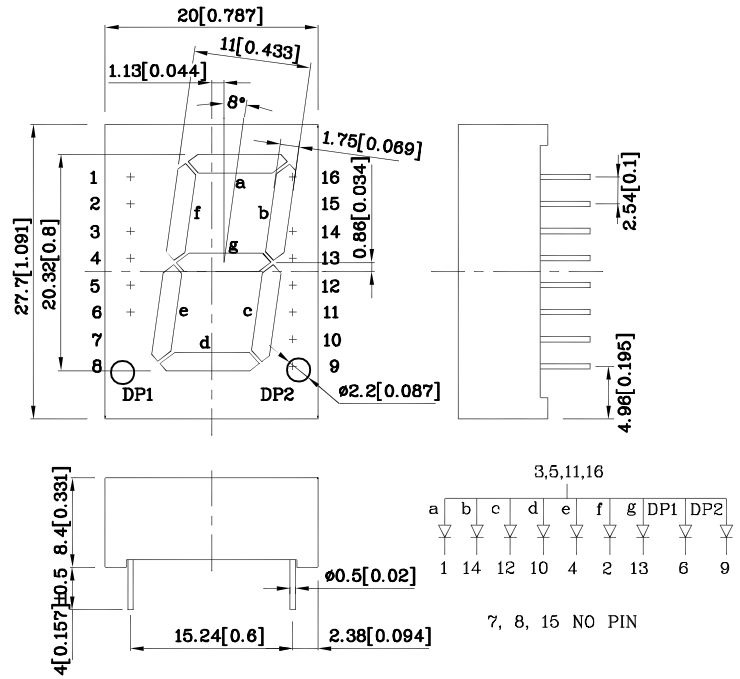 20[0.787]
11[0.433]
1.13[0.044]
8°
1.75[0.069]
1 a 16
2 f b 15
3 g 14
4 13
5 12
6 e c 11
7 d 10
8 9
DP1 DP2
27.7[1.091]
20.32[0.8]
0.86[0.034]
ø2.2[0.087]
2.54[0.1]
4.96[0.195]
8.4[0.331]
4[0.157]±0.5
ø0.5[0.02]
15.24[0.6]
2.38[0.094]
3,5,11,16
a b c d e f g DP1 DP2
1 14 12 10 4 2 13 6 9
7, 8, 15 NO PIN